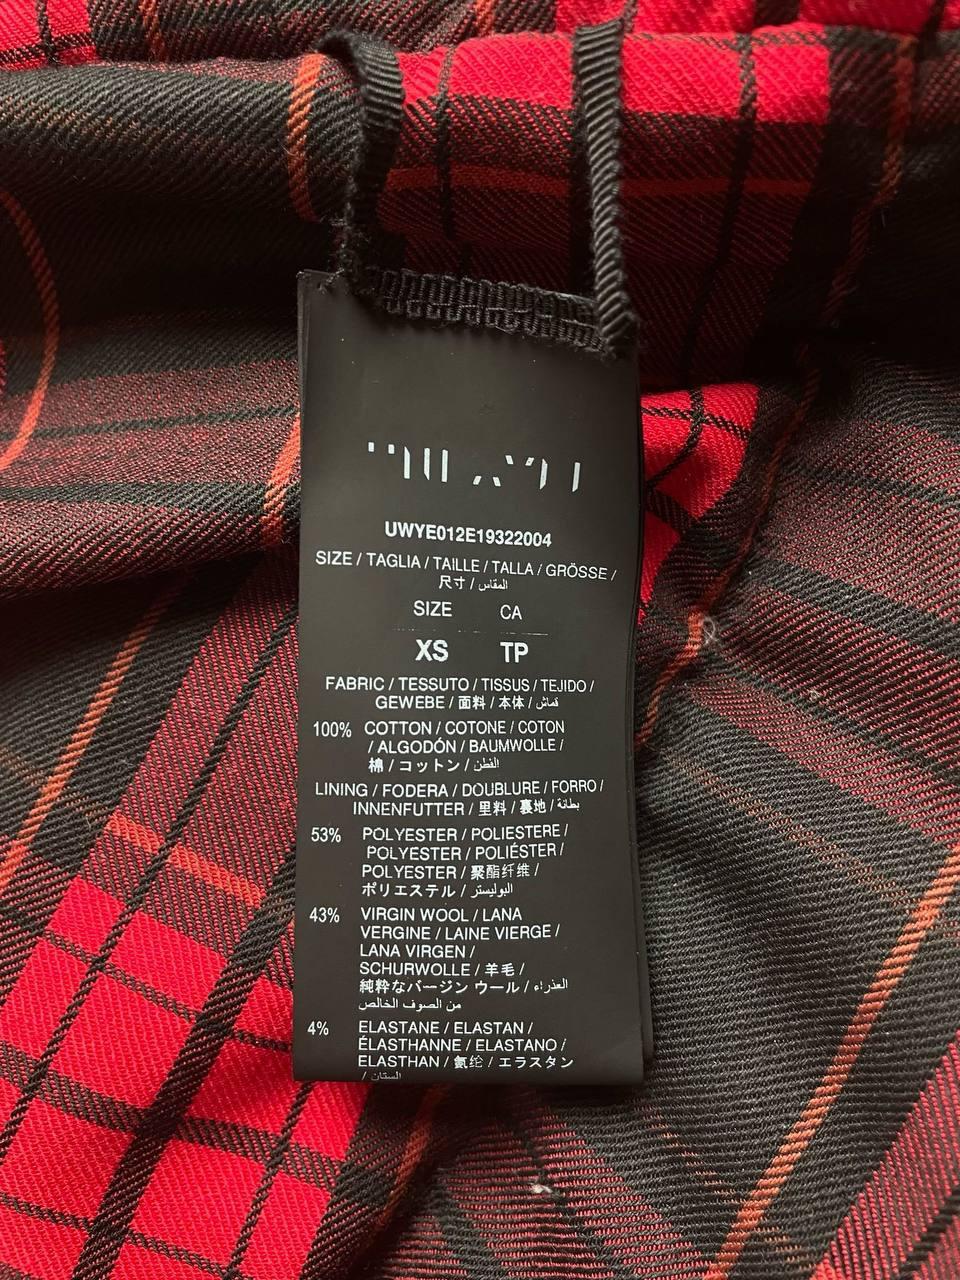 UWYE012E19322004
SIZE / TAGLIA / TAILLE / TALLA / GRÖSSE /
尺寸 / المقاس
SIZE CA
XS TP
FABRIC / TESSUTO / TISSUS / TEJIDO /
GEWEBE / 面料 / 本体 / قماش
100% COTTON / COTONE / COTON
/ ALGODÓN / BAUMWOLLE /
棉 / コットン / القطن
LINING / FODERA / DOUBLURE / FORRO /
INNENFUTTER / 里料 / 裏地 / بطانة
53% POLYESTER / POLIESTERE /
POLYESTER / POLIÉSTER /
POLYESTER / 聚酯纤维 /
ポリエステル / البوليستر
43% VIRGIN WOOL / LANA
VERGINE / LAINE VIERGE /
LANA VIRGEN /
SCHURWOLLE / 羊毛 /
純粋なバージン ウール / العذراء
من الصوف الخالص
4% ELASTANE / ELASTAN /
ÉLASTHANNE / ELASTANO /
ELASTHAN / 氨纶 / エラスタン
/ الستان